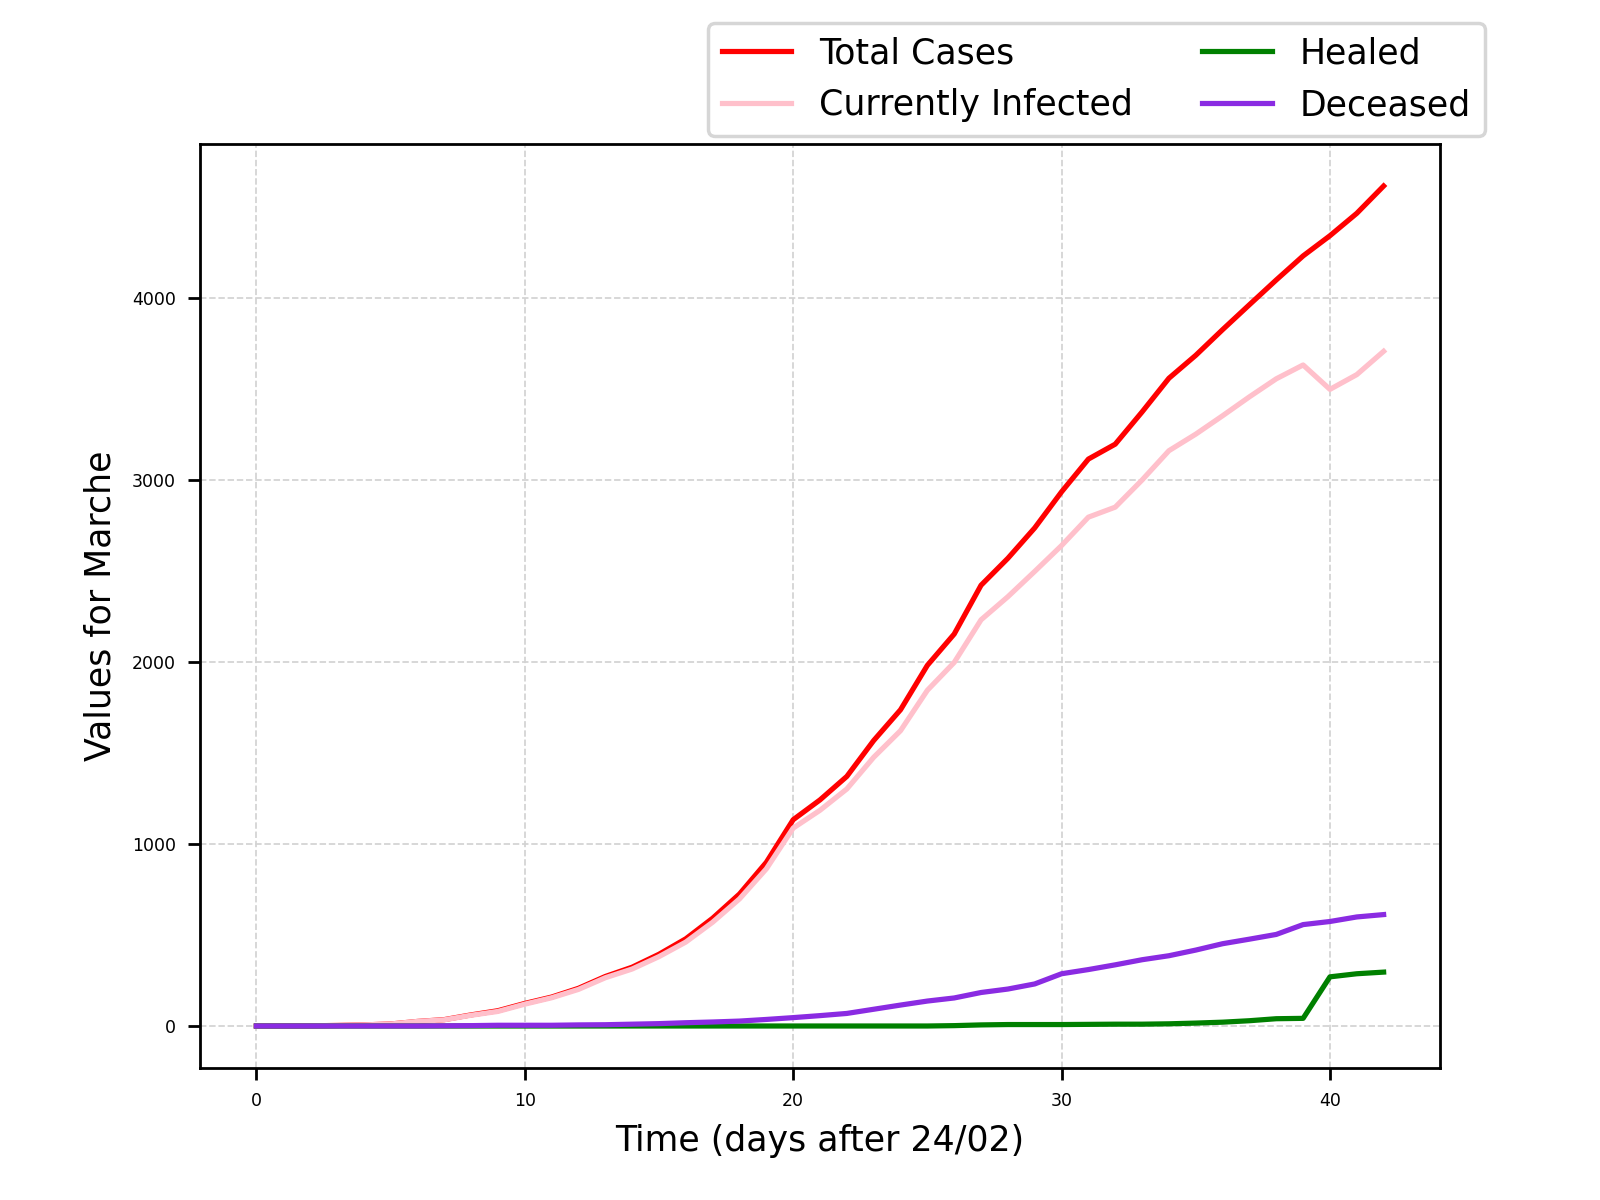 Total Cases
Currently Infected
Healed
Deceased
Values for Marche
4000
3000
2000
1000
0
0 10 20 30 40
Time (days after 24/02)